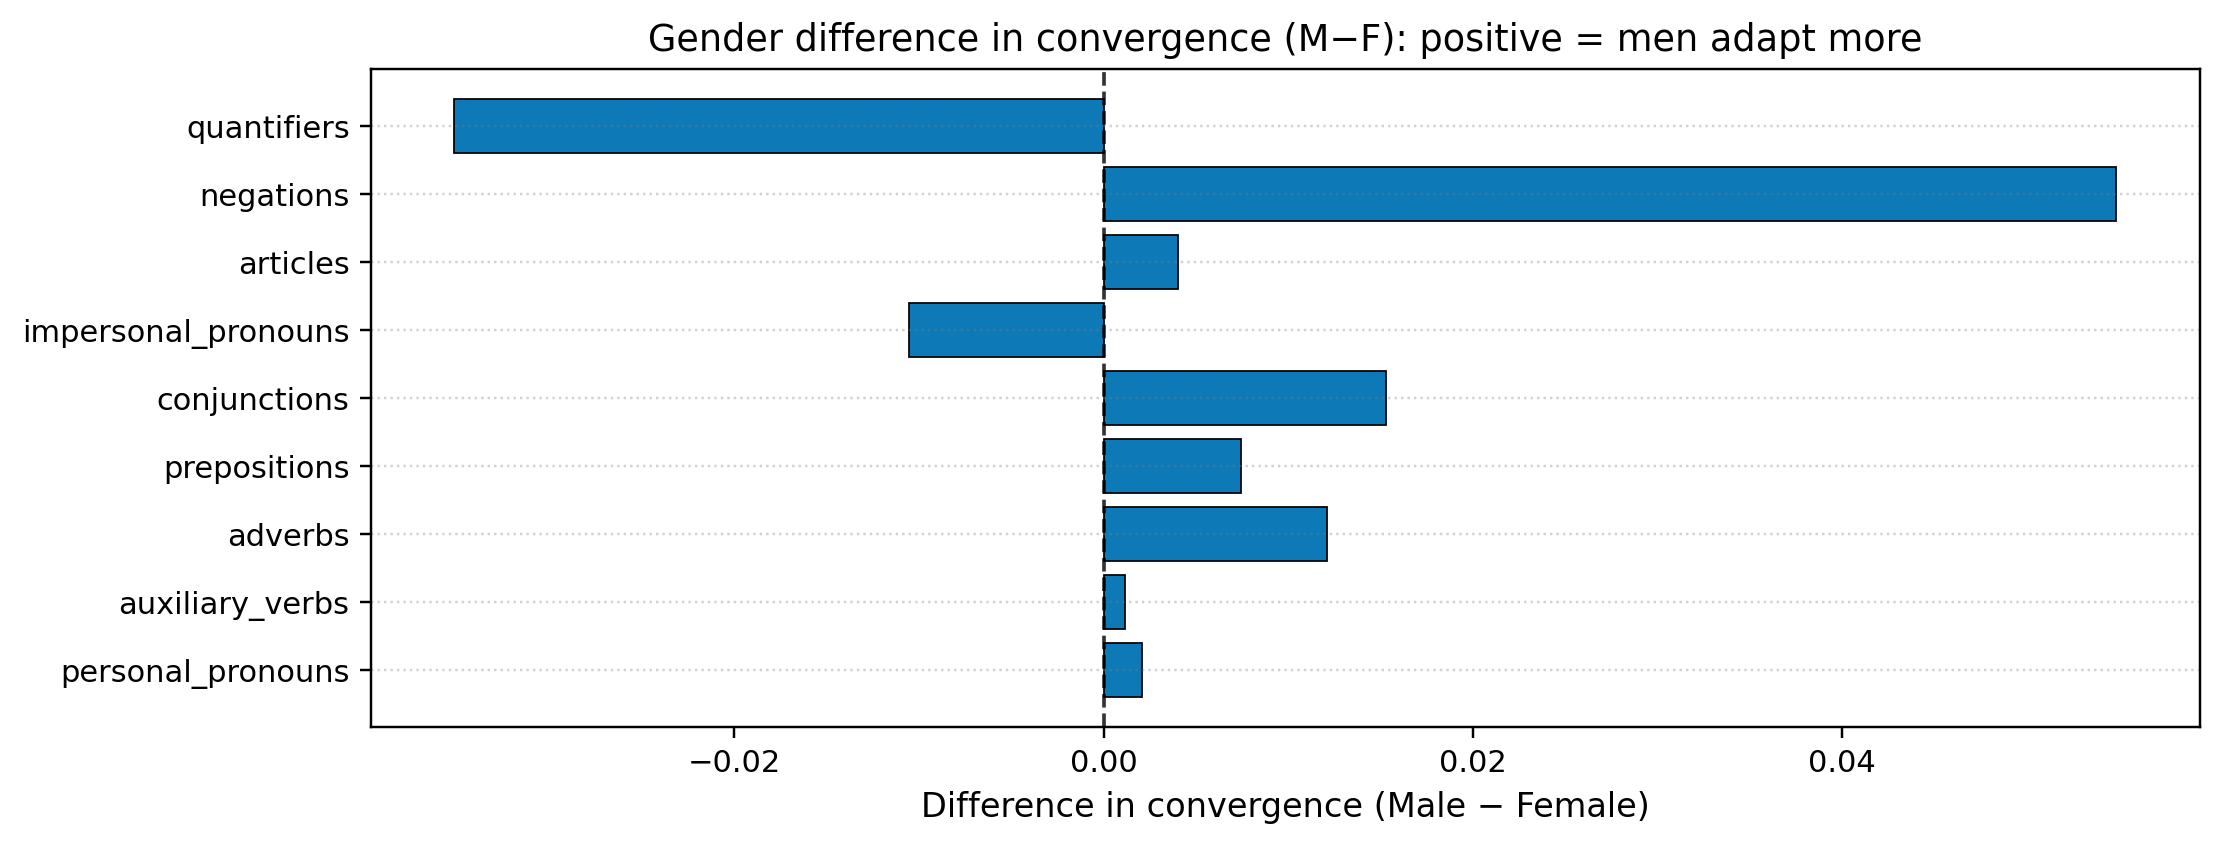 Gender difference in convergence (M−F): positive = men adapt more
quantifiers
negations
articles
impersonal_pronouns
conjunctions
prepositions
adverbs
auxiliary_verbs
personal_pronouns
−0.02 0.00 0.02 0.04
Difference in convergence (Male − Female)